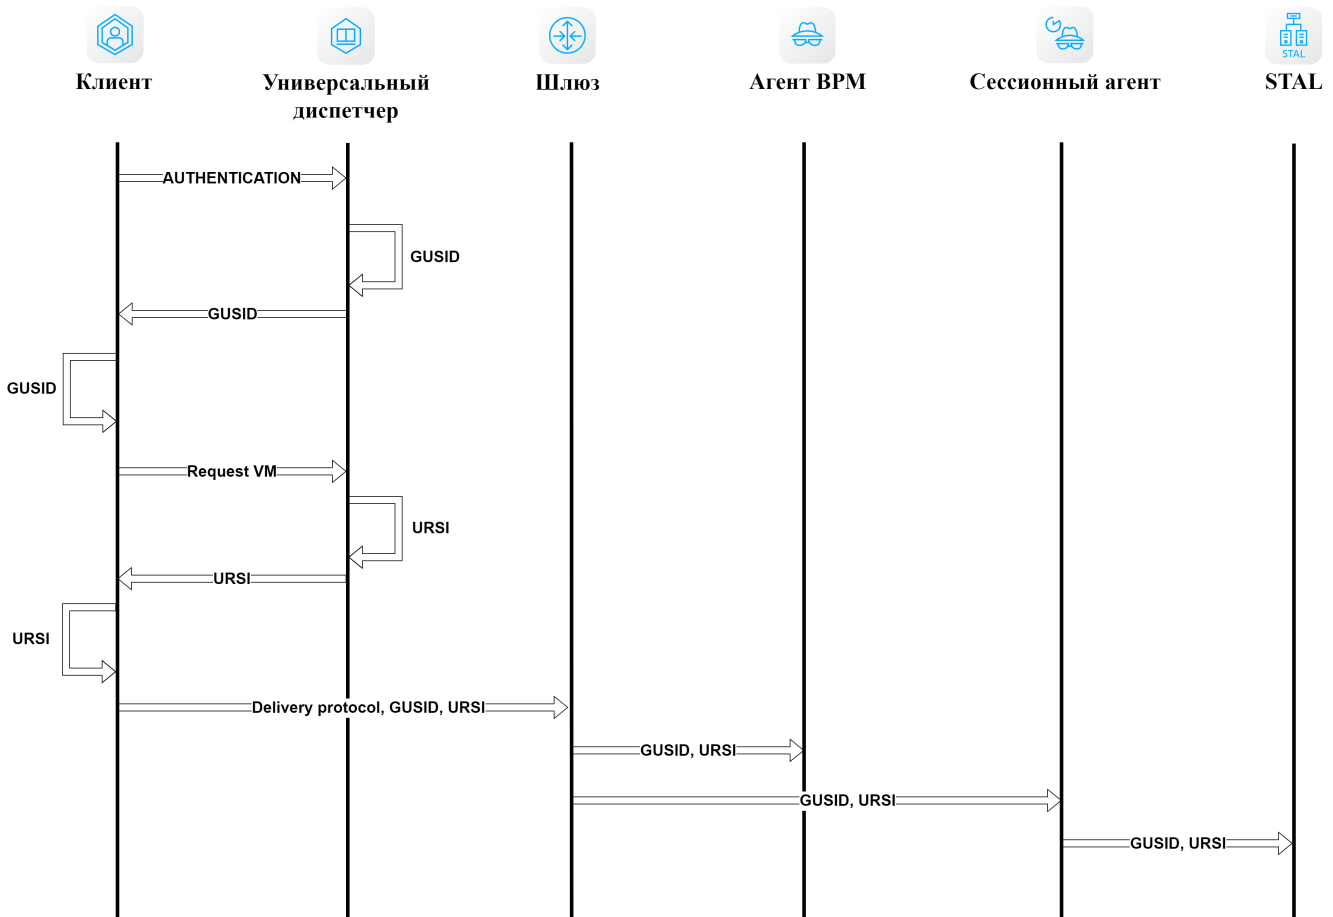 STAL
Клиент
Универсальный
диспетчер
Шлюз
Агент ВРМ
Сессионный агент
STAL
AUTHENTICATION
GUSID
GUSID
GUSID
Request VM
URSI
URSI
URSI
Delivery protocol, GUSID, URSI
GUSID, URSI
GUSID, URSI
GUSID, URSI